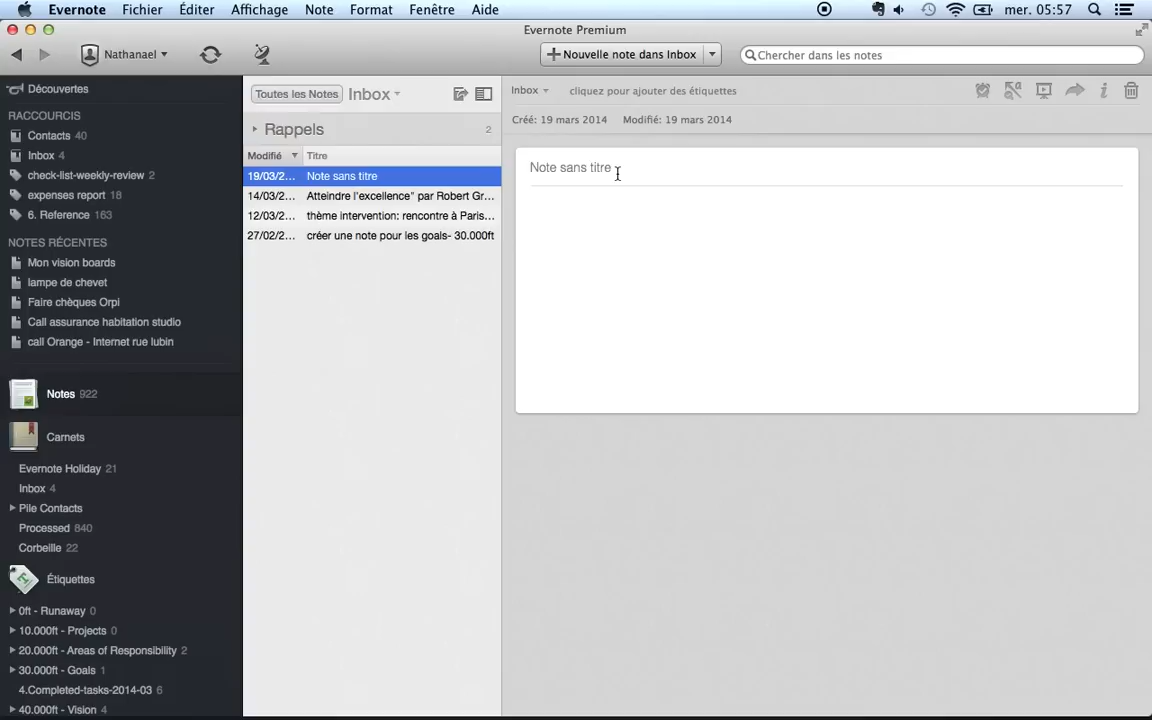 Evernote Fichier Éditer Affichage Note Format Fenêtre Aide mer. 05:57
Evernote Premium
Nathanael
Nouvelle note dans Inbox
Chercher dans les notes
Découvertes
RACCOURCIS
Contacts 40
Inbox 4
check-list-weekly-review 2
expenses report 18
6. Reference 163
NOTES RÉCENTES
Mon vision boards
lampe de chevet
Faire chèques Orpi
Call assurance habitation studio
call Orange - Internet rue lubin
Notes 922
Carnets
Evernote Holiday 21
Inbox 4
Pile Contacts
Processed 840
Corbeille 22
Étiquettes
0ft - Runaway 0
10.000ft - Projects 0
20.000ft - Areas of Responsibility 2
30.000ft - Goals 1
4.Completed-tasks-2014-03 6
40.000ft - Vision 4
Toutes les Notes Inbox
Rappels 2
Modifié Titre
19/03/2... Note sans titre
14/03/2... Atteindre l'excellence" par Robert Gr...
12/03/2... thème intervention: rencontre à Paris...
27/02/2... créer une note pour les goals- 30.000ft
Inbox cliquez pour ajouter des étiquettes
Créé: 19 mars 2014 Modifié: 19 mars 2014
Note sans titre